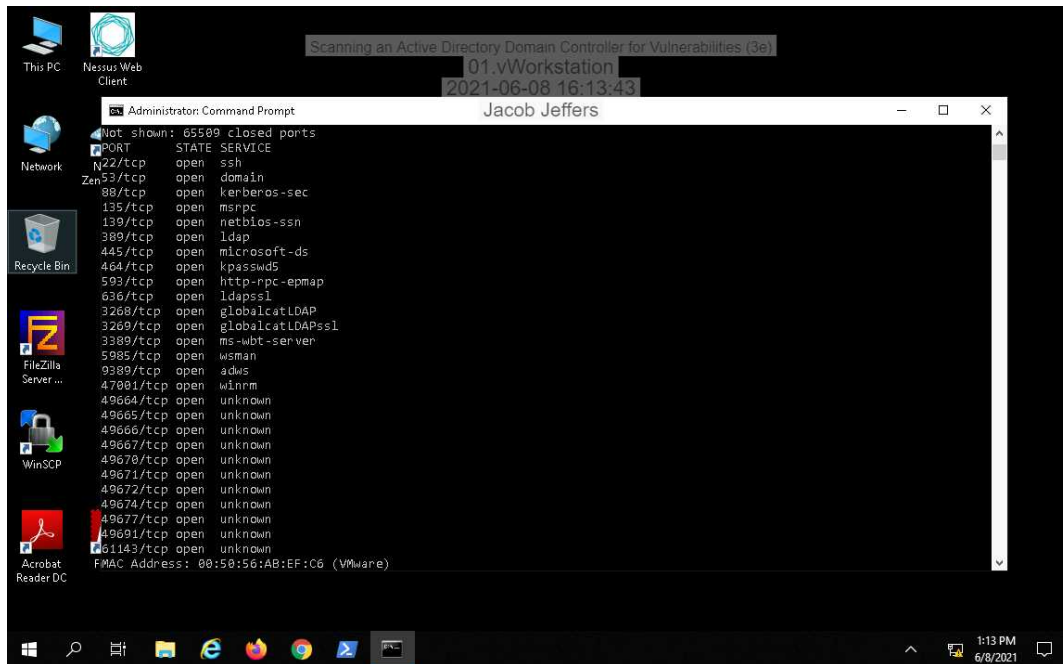 Scanning an Active Directory Domain Controller for Vulnerabilities (3e)
01.vWorkstation
2021-06-08 16:13:43
Jacob Jeffers
This PC
Nessus Web
Client
Network
N
Zen
Recycle Bin
FileZilla
Server ...
WinSCP
Acrobat
Reader DC
F
Administrator: Command Prompt
Not shown: 65509 closed ports
PORT STATE SERVICE
22/tcp open ssh
53/tcp open domain
88/tcp open kerberos-sec
135/tcp open msrpc
139/tcp open netbios-ssn
389/tcp open ldap
445/tcp open microsoft-ds
464/tcp open kpasswd5
593/tcp open http-rpc-epmap
636/tcp open ldapssl
3268/tcp open globalcatLDAP
3269/tcp open globalcatLDAPssl
3389/tcp open ms-wbt-server
5985/tcp open wsman
9389/tcp open adws
47001/tcp open winrm
49664/tcp open unknown
49665/tcp open unknown
49666/tcp open unknown
49667/tcp open unknown
49670/tcp open unknown
49671/tcp open unknown
49672/tcp open unknown
49674/tcp open unknown
49677/tcp open unknown
49691/tcp open unknown
61143/tcp open unknown
MAC Address: 00:50:56:AB:EF:C6 (VMware)
1:13 PM
6/8/2021